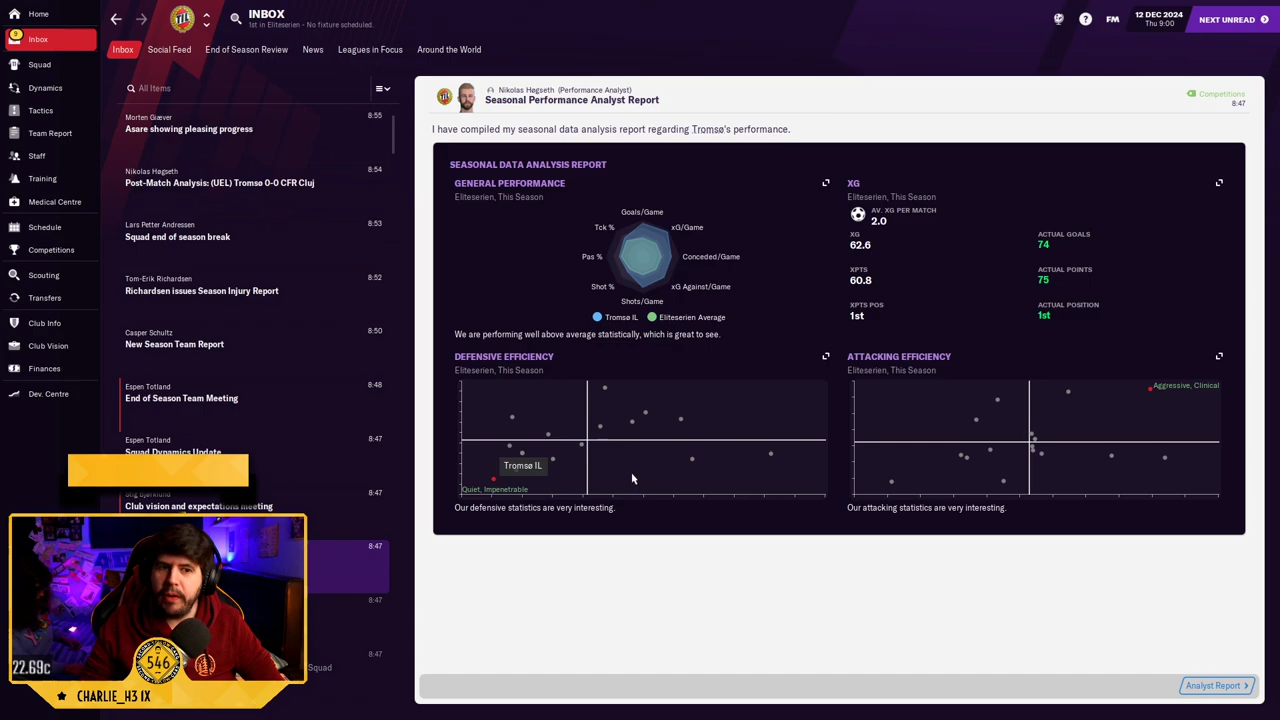 Home
9
Inbox
Squad
Dynamics
Tactics
Team Report
Staff
Training
Medical Centre
Schedule
Competitions
Scouting
Transfers
Club Info
Club Vision
Finances
Dev. Centre
TIL
INBOX
1st in Eliteserien - No fixture scheduled.
?
FM
12 DEC 2024
Thu 9:00
NEXT UNREAD
Inbox
Social Feed
End of Season Review
News
Leagues in Focus
Around the World
All Items
Morten Giæver
8:55
Asare showing pleasing progress
Nikolas Høgseth
8:54
Post-Match Analysis: (UEL) Tromsø 0-0 CFR Cluj
Lars Petter Andressen
8:53
Squad end of season break
Tom-Erik Richardsen
8:52
Richardsen issues Season Injury Report
Casper Schultz
8:50
New Season Team Report
Espen Totland
8:48
End of Season Team Meeting
Espen Totland
8:47
Squad Dynamics Update
8:47
Club vision and expectations meeting
8:47
8:47
8:47
Squad
Nikolas Høgseth (Performance Analyst)
Seasonal Performance Analyst Report
Competitions
8:47
I have compiled my seasonal data analysis report regarding Tromsø's performance.
SEASONAL DATA ANALYSIS REPORT
GENERAL PERFORMANCE
Eliteserien, This Season
Goals/Game
xG/Game
Conceded/Game
xG Against/Game
Shots/Game
Shot %
Pas %
Tck %
Tromsø IL
Eliteserien Average
We are performing well above average statistically, which is great to see.
XG
Eliteserien, This Season
AV. XG PER MATCH
2.0
XG
62.6
ACTUAL GOALS
74
XPTS
60.8
ACTUAL POINTS
75
XPTS POS
1st
ACTUAL POSITION
1st
DEFENSIVE EFFICIENCY
Eliteserien, This Season
Tromsø IL
Quiet, Impenetrable
Our defensive statistics are very interesting.
ATTACKING EFFICIENCY
Eliteserien, This Season
Aggressive, Clinical
Our attacking statistics are very interesting.
Analyst Report
22.69c
546
CHARLIE_H3 IX